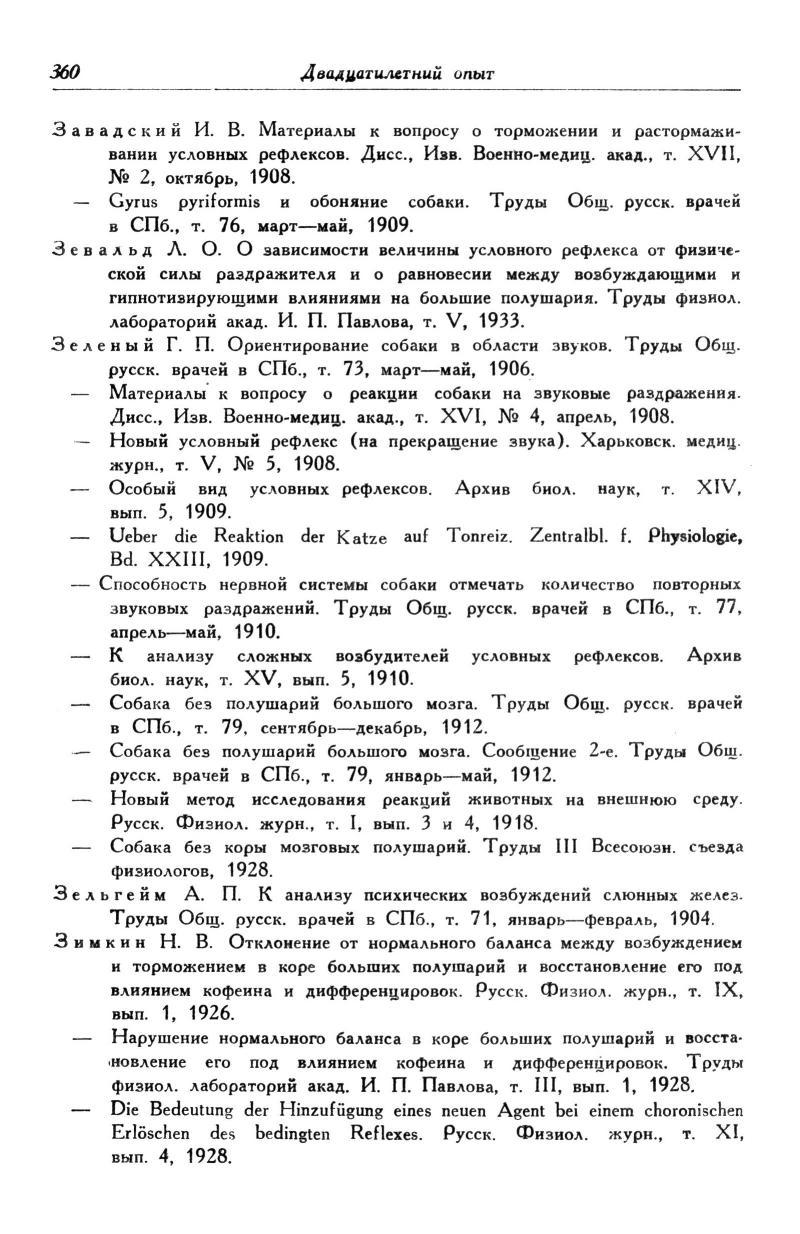 360 Двадцатилетний опыт
Завадский И. В. Материалы к вопросу о торможении и растормажи-
вании условных рефлексов. Дисс., Изв. Военно-медиц. акад., т. XVII,
№ 2, октябрь, 1908.
— Gyrus pyriformis и обоняние собаки. Труды Общ. русск. врачей
в СПб., т. 76, март—май, 1909.
Зевальд Л. О. О зависимости величины условного рефлекса от физиче-
ской силы раздражителя и о равновесии между возбуждающими и
гипнотизирующими влияниями на большие полушария. Труды физиол.
лабораторий акад. И. П. Павлова, т. V, 1933.
Зеленый Г. П. Ориентирование собаки в области звуков. Труды Общ.
русск. врачей в СПб., т. 73, март—май, 1906.
— Материалы к вопросу о реакции собаки на звуковые раздражения.
Дисс., Изв. Военно-медиц. акад., т. XVI, № 4, апрель, 1908.
— Новый условный рефлекс (на прекращение звука). Харьковск. медиц.
журн., т. V, № 5, 1908.
— Особый вид условных рефлексов. Архив биол. наук, т. XIV,
вып. 5, 1909.
— Ueber die Reaktion der Katze auf Tonreiz. Zentralbl. f. Physiologie,
Bd. XXIII, 1909.
— Способность нервной системы собаки отмечать количество повторных
звуковых раздражений. Труды Общ. русск. врачей в СПб., т. 77,
апрель—май, 1910.
— К анализу сложных возбудителей условных рефлексов. Архив
биол. наук, т. XV, вып. 5, 1910.
— Собака без полушарий большого мозга. Труды Общ. русск. врачей
в СПб., т. 79, сентябрь—декабрь, 1912.
— Собака без полушарий большого мозга. Сообщение 2-е. Труды Общ.
русск. врачей в СПб., т. 79, январь—май, 1912.
— Новый метод исследования реакций животных на внешнюю среду.
Русск. Физиол. журн., т. I, вып. 3 и 4, 1918.
— Собака без коры мозговых полушарий. Труды III Всесоюзн. съезда
физиологов, 1928.
Зельгейм А. П. К анализу психических возбуждений слюнных желез.
Труды Общ. русск. врачей в СПб., т. 71, январь—февраль, 1904.
Зимкин Н. В. Отклонение от нормального баланса между возбуждением
и торможением в коре больших полушарий и восстановление его под
влиянием кофеина и дифференцировок. Русск. Физиол. журн., т. IX,
вып. 1, 1926.
— Нарушение нормального баланса в коре больших полушарий и восста-
новление его под влиянием кофеина и дифференцировок. Труды
физиол. лабораторий акад. И. П. Павлова, т. III, вып. 1, 1928.
— Die Bedeutung der Hinzufügung eines neuen Agent bei einem choronischen
Erlöschen des bedingten Reflexes. Русск. Физиол. журн., т. XI,
вып. 4, 1928.